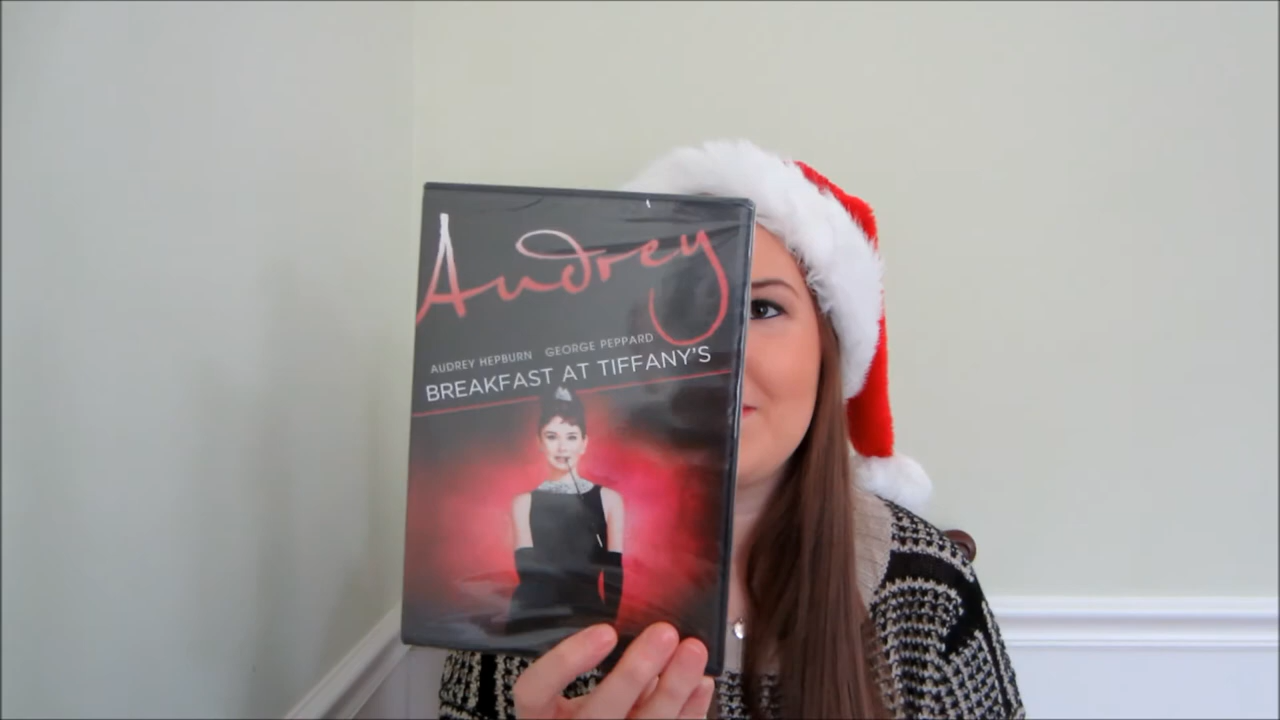 Audrey
AUDREY HEPBURN GEORGE PEPPARD
BREAKFAST AT TIFFANY'S